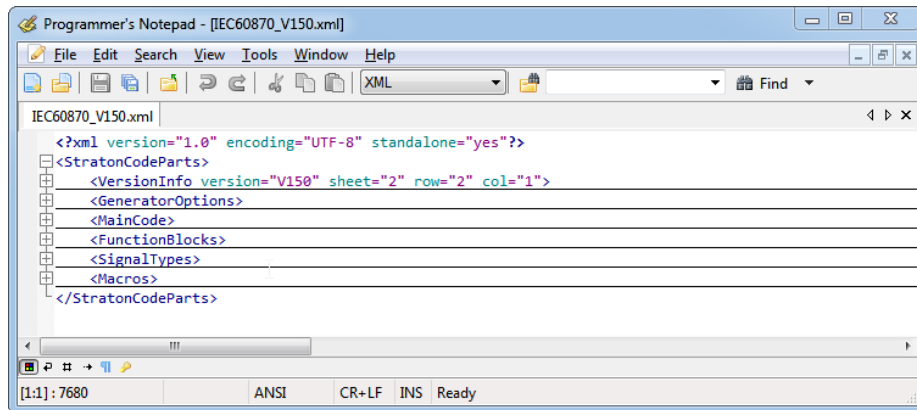 Programmer's Notepad - [IEC60870_V150.xml]
File Edit Search View Tools Window Help
XML Find
IEC60870_V150.xml
<?xml version="1.0" encoding="UTF-8" standalone="yes"?>
<StratonCodeParts>
<VersionInfo version="V150" sheet="2" row="2" col="1">
<GeneratorOptions>
<MainCode>
<FunctionBlocks>
<SignalTypes>
<Macros>
</StratonCodeParts>
[1:1] : 7680 ANSI CR+LF INS Ready